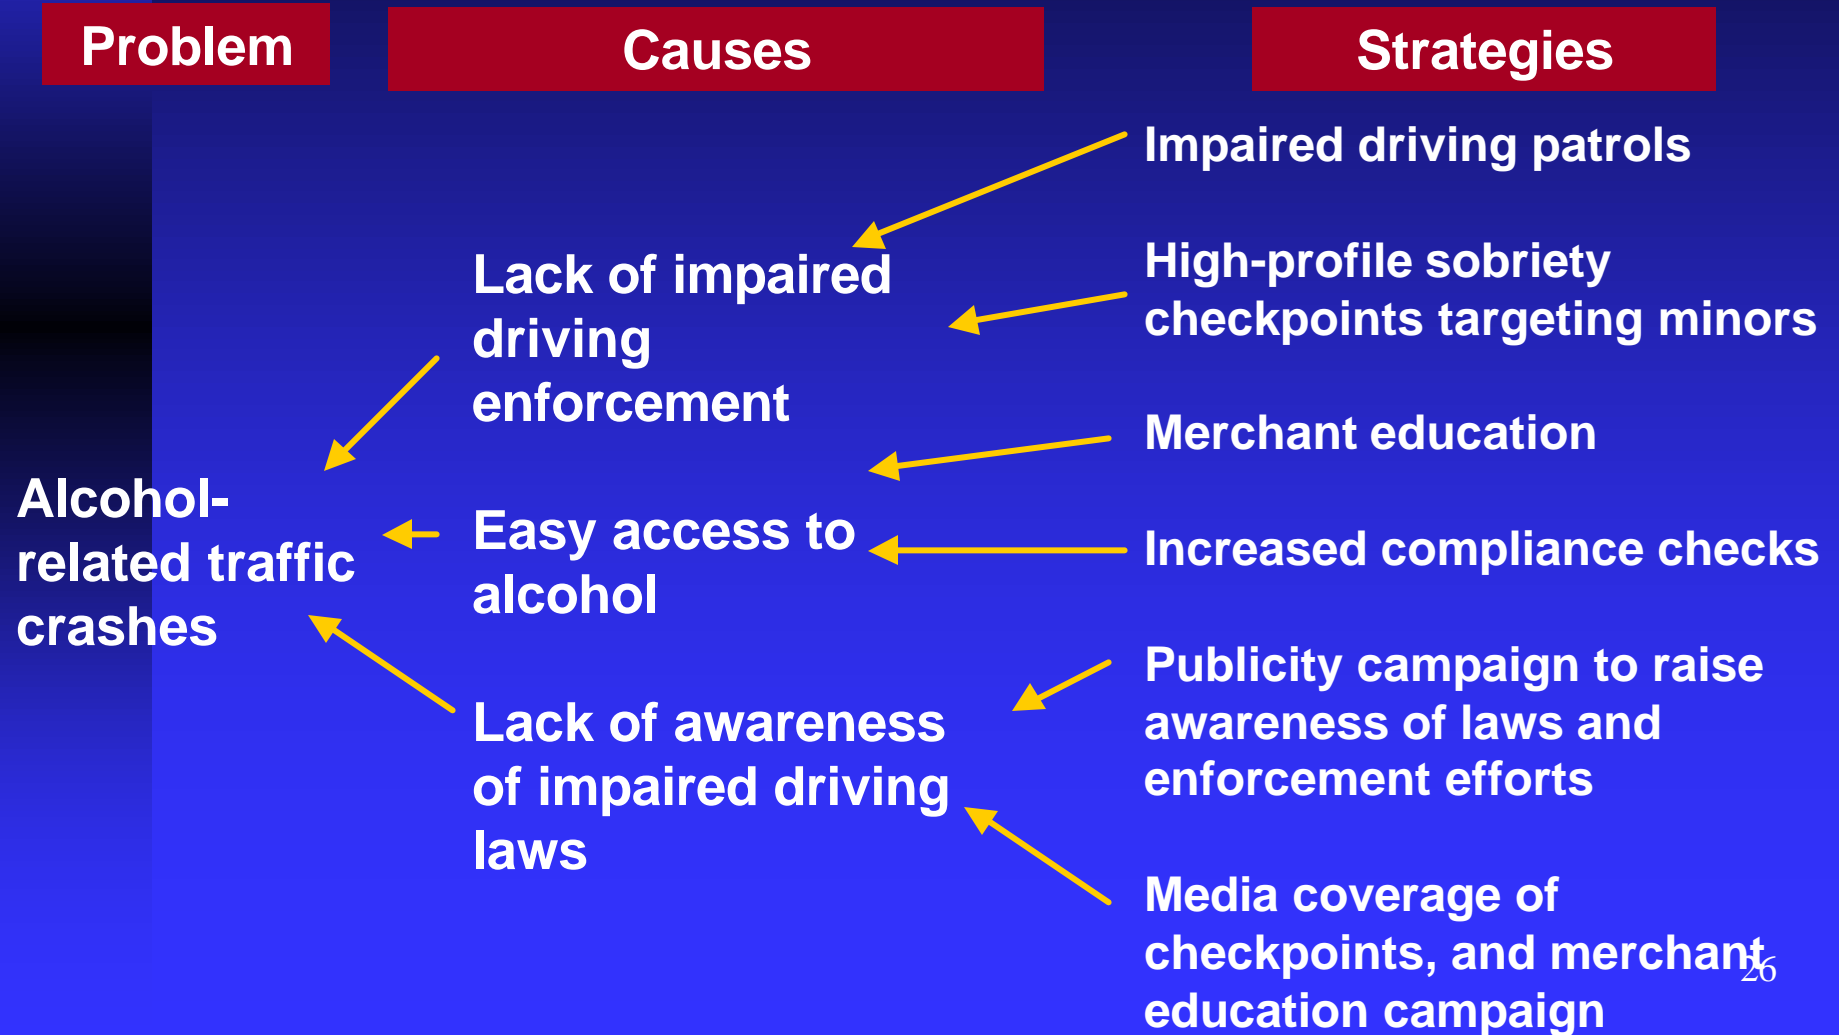 Problem
Causes
Strategies
Alcohol-
related traffic
crashes
Lack of impaired
driving
enforcement
Easy access to
alcohol
Lack of awareness
of impaired driving
laws
Impaired driving patrols
High-profile sobriety
checkpoints targeting minors
Merchant education
Increased compliance checks
Publicity campaign to raise
awareness of laws and
enforcement efforts
Media coverage of
checkpoints, and merchant
education campaign
26